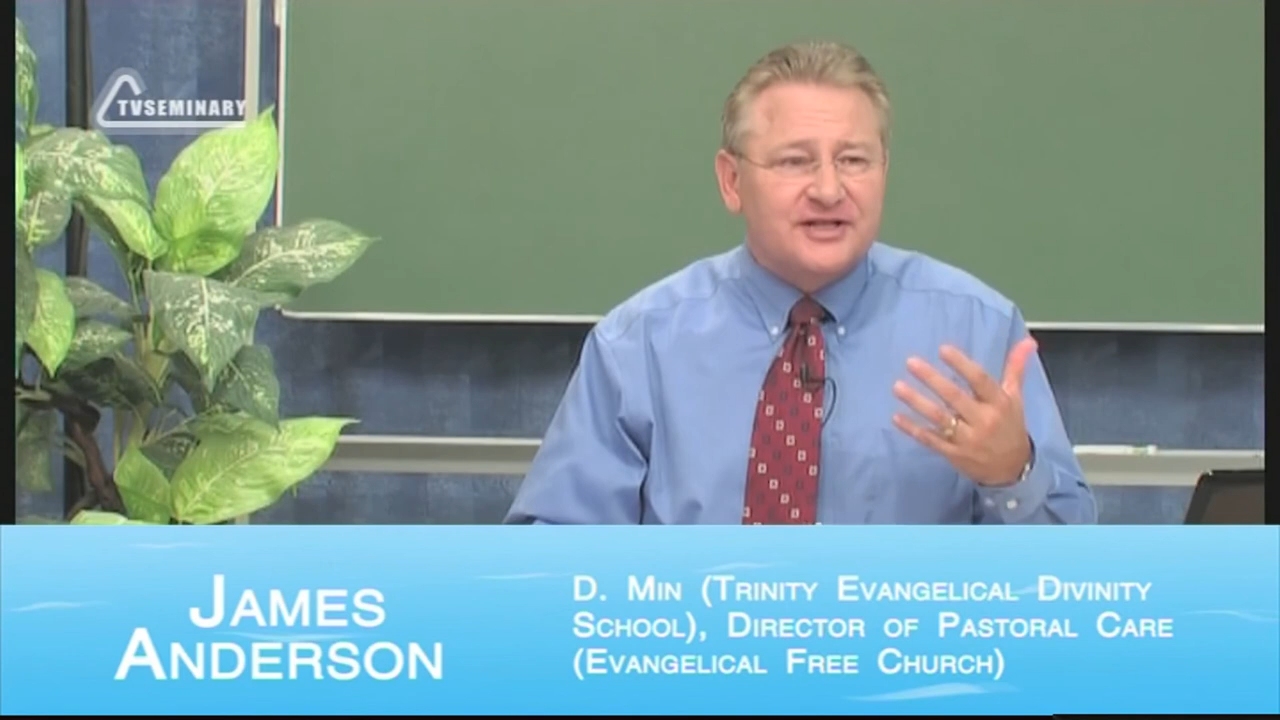 TVSEMINARY
JAMES
ANDERSON
D. MIN (TRINITY EVANGELICAL DIVINITY
SCHOOL), DIRECTOR OF PASTORAL CARE
(EVANGELICAL FREE CHURCH)